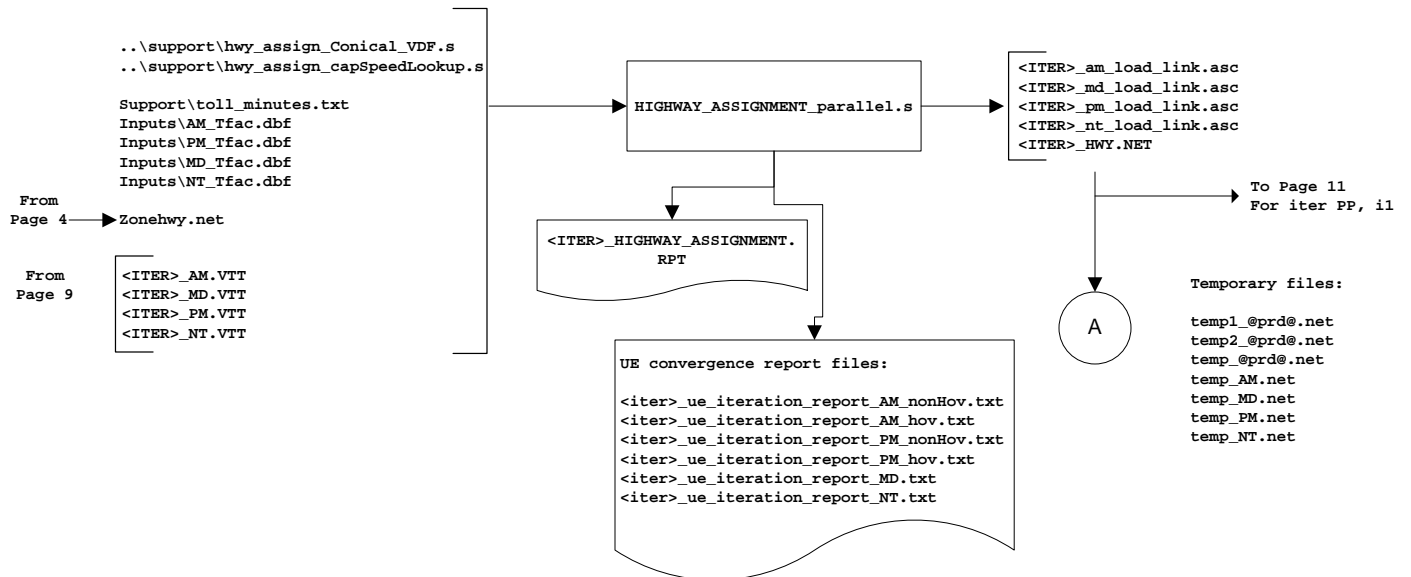 ..\support\hwy_assign_Conical_VDF.s
..\support\hwy_assign_capSpeedLookup.s
Support\toll_minutes.txt
Inputs\AM_Tfac.dbf
Inputs\PM_Tfac.dbf
Inputs\MD_Tfac.dbf
Inputs\NT_Tfac.dbf
From
Page 4
Zonehwy.net
From
Page 9
<ITER>_AM.VTT
<ITER>_MD.VTT
<ITER>_PM.VTT
<ITER>_NT.VTT
HIGHWAY_ASSIGNMENT_parallel.s
<ITER>_HIGHWAY_ASSIGNMENT.
RPT
UE convergence report files:
<iter>_ue_iteration_report_AM_nonHov.txt
<iter>_ue_iteration_report_AM_hov.txt
<iter>_ue_iteration_report_PM_nonHov.txt
<iter>_ue_iteration_report_PM_hov.txt
<iter>_ue_iteration_report_MD.txt
<iter>_ue_iteration_report_NT.txt
<ITER>_am_load_link.asc
<ITER>_md_load_link.asc
<ITER>_pm_load_link.asc
<ITER>_nt_load_link.asc
<ITER>_HWY.NET
To Page 11
For iter PP, i1
A
Temporary files:
temp1_@prd@.net
temp2_@prd@.net
temp_@prd@.net
temp_AM.net
temp_MD.net
temp_PM.net
temp_NT.net